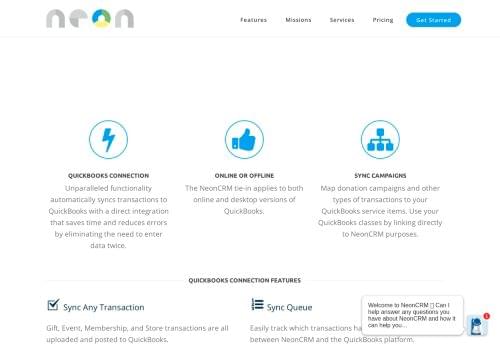 neon
Features Missions Services Pricing Get Started
QUICKBOOKS CONNECTION
Unparalleled functionality
automatically syncs transactions to
QuickBooks with a direct integration
that saves time and reduces errors
by eliminating the need to enter
data twice.
ONLINE OR OFFLINE
The NeonCRM tie-in applies to both
online and desktop versions of
QuickBooks.
SYNC CAMPAIGNS
Map donation campaigns and other
types of transactions to your
QuickBooks service items. Use your
QuickBooks classes by linking directly
to NeonCRM purposes.
QUICKBOOKS CONNECTION FEATURES
Sync Any Transaction
Gift, Event, Membership, and Store transactions are all
uploaded and posted to QuickBooks.
Sync Queue
Easily track which transactions ha
between NeonCRM and the QuickBooks platform.
Welcome to NeonCRM Can I
help answer any questions you
have about NeonCRM and how it
can help you...
1